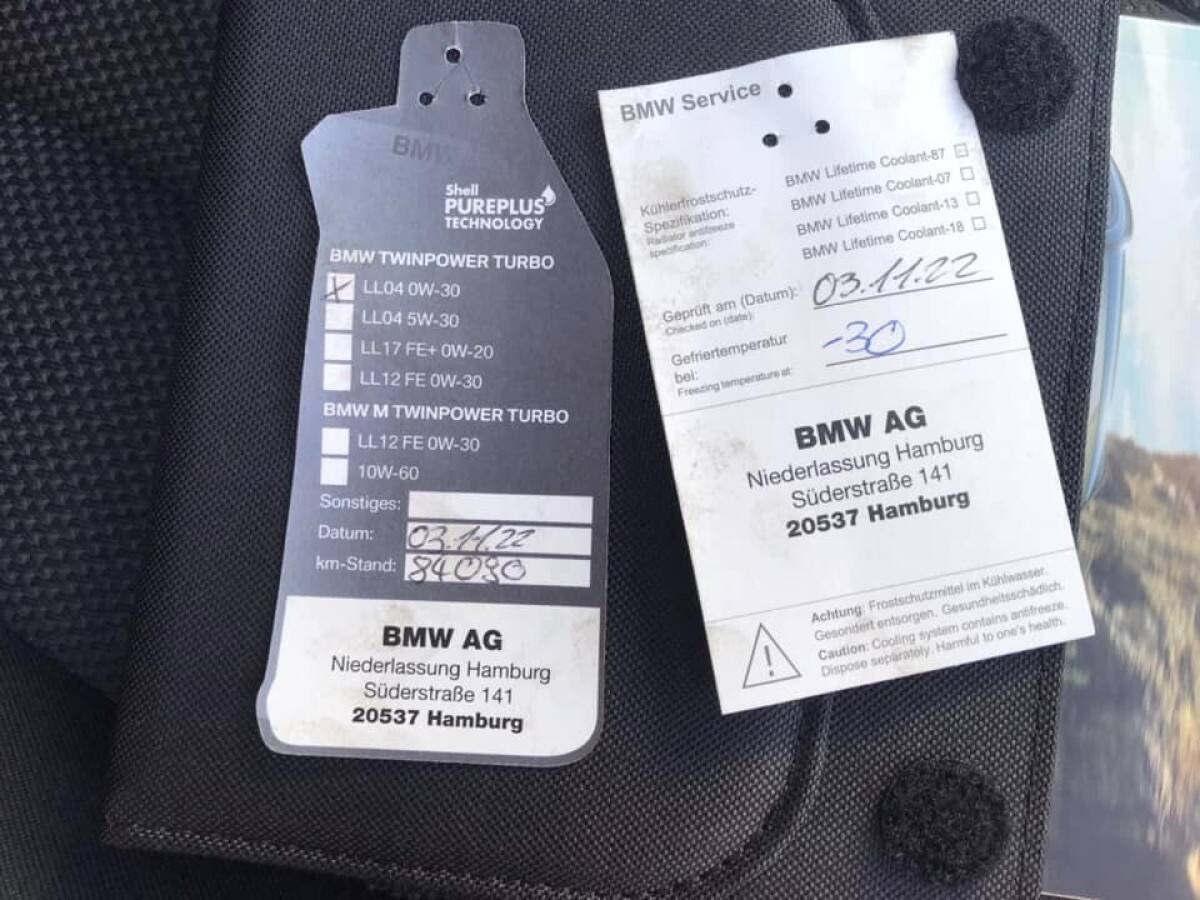 BMW
Shell
PUREPLUS
TECHNOLOGY
BMW TWINPOWER TURBO
X LL04 0W-30
LL04 5W-30
LL17 FE+ 0W-20
LL12 FE 0W-30
BMW M TWINPOWER TURBO
LL12 FE 0W-30
10W-60
Sonstiges:
Datum: 03.11.22
km-Stand: 84090
BMW AG
Niederlassung Hamburg
Süderstraße 141
20537 Hamburg
BMW Service
Kühlerfrostschutz-
Spezifikation:
Radiator antifreeze
specification:
BMW Lifetime Coolant-87
BMW Lifetime Coolant-07
BMW Lifetime Coolant-13
BMW Lifetime Coolant-18
Geprüft am (Datum): 03.11.22
Checked on (date):
Gefriertemperatur
bei: -30
Freezing temperature at:
BMW AG
Niederlassung Hamburg
Süderstraße 141
20537 Hamburg
Achtung: Frostschutzmittel im Kühlwasser.
Gesondert entsorgen. Gesundheitsschädlich.
Caution: Cooling system contains antifreeze.
Dispose separately. Harmful to one's health.